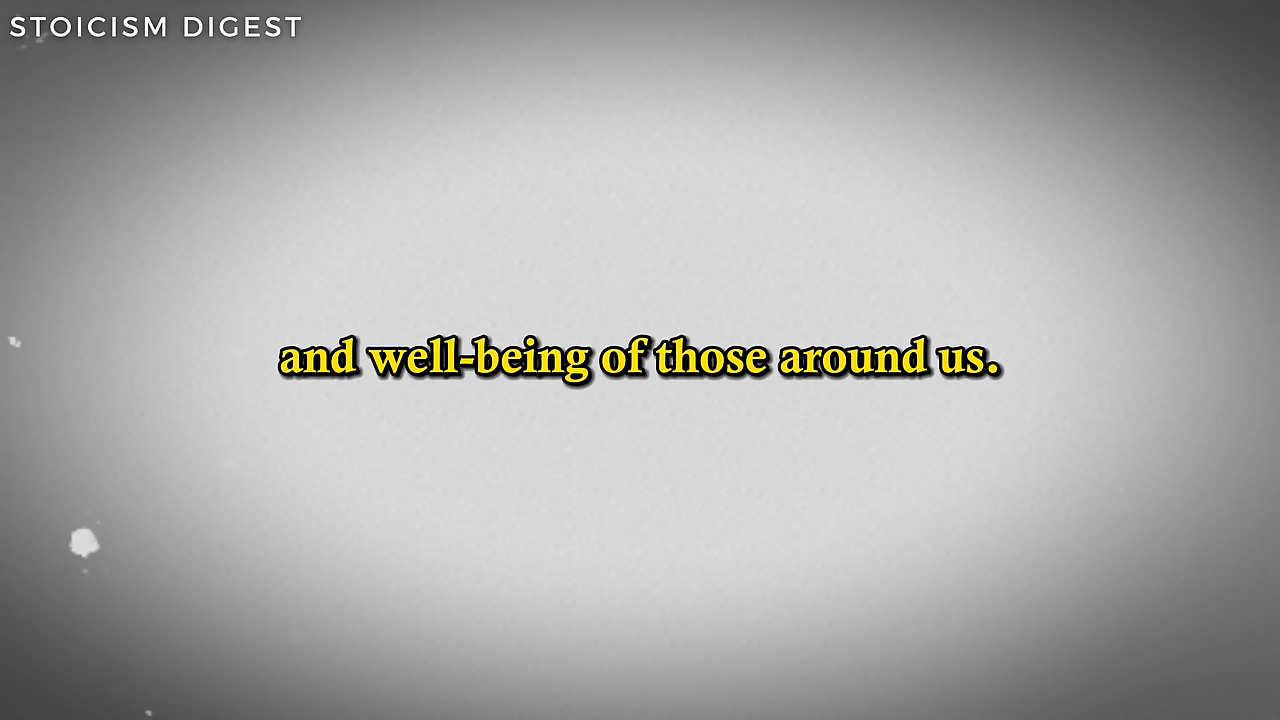 STOICISM DIGEST
and well-being of those around us.